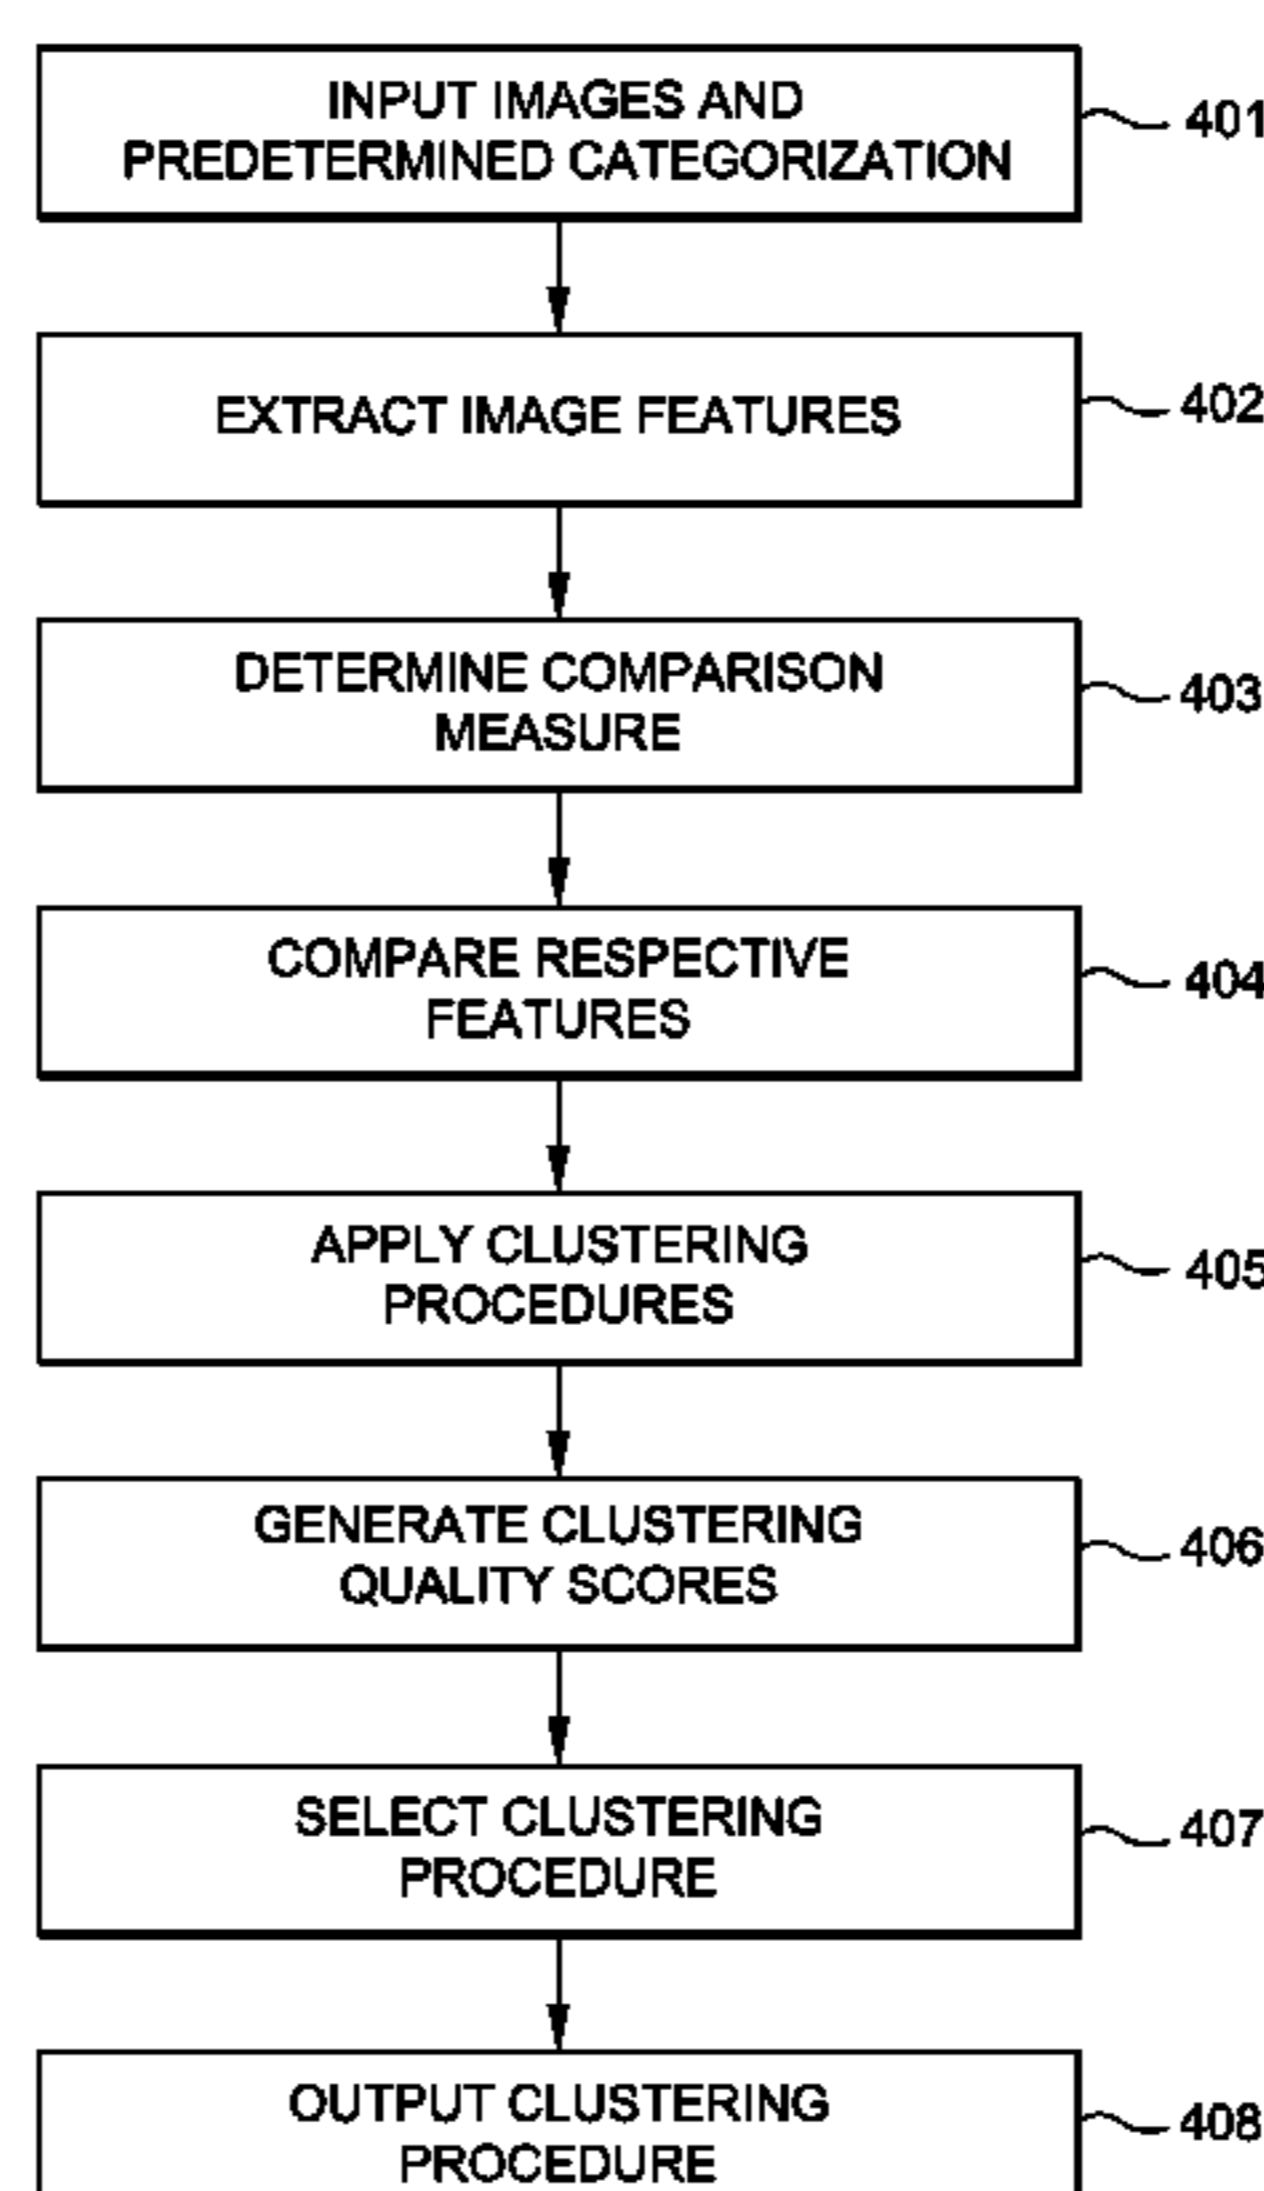 INPUT IMAGES AND
PREDETERMINED CATEGORIZATION
401
EXTRACT IMAGE FEATURES
402
DETERMINE COMPARISON
MEASURE
403
COMPARE RESPECTIVE
FEATURES
404
APPLY CLUSTERING
PROCEDURES
405
GENERATE CLUSTERING
QUALITY SCORES
406
SELECT CLUSTERING
PROCEDURE
407
OUTPUT CLUSTERING
PROCEDURE
408